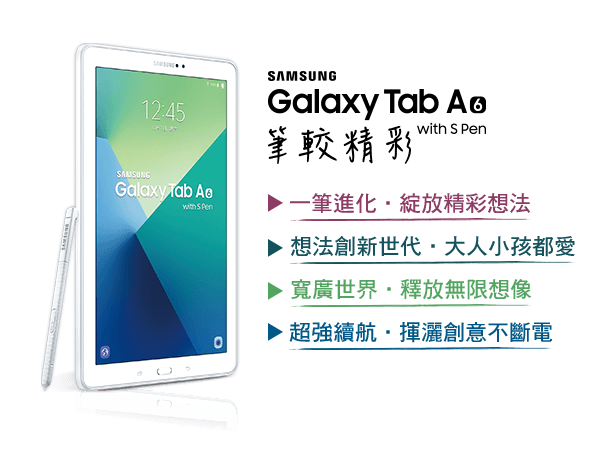 SAMSUNG
12:45
SAMSUNG
Galaxy Tab A6
with S Pen
SAMSUNG
SAMSUNG
Galaxy Tab A 6
with S Pen
筆較精彩
▶ 一筆進化・綻放精彩想法
▶ 想法創新世代・大人小孩都愛
▶ 寬廣世界・釋放無限想像
▶ 超強續航・揮灑創意不斷電